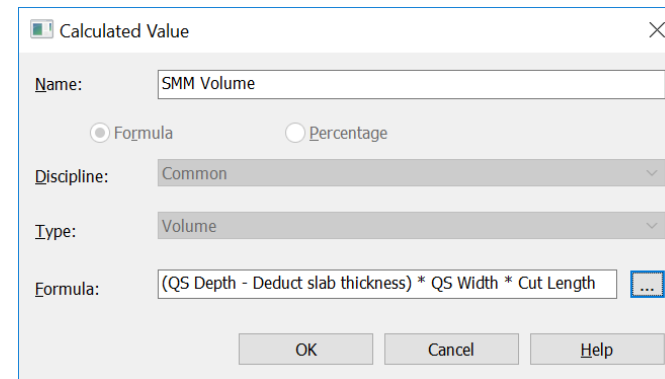 Calculated Value
Name: SMM Volume
Formula Percentage
Discipline: Common
Type: Volume
Formula: (QS Depth - Deduct slab thickness) * QS Width * Cut Length ...
OK Cancel Help